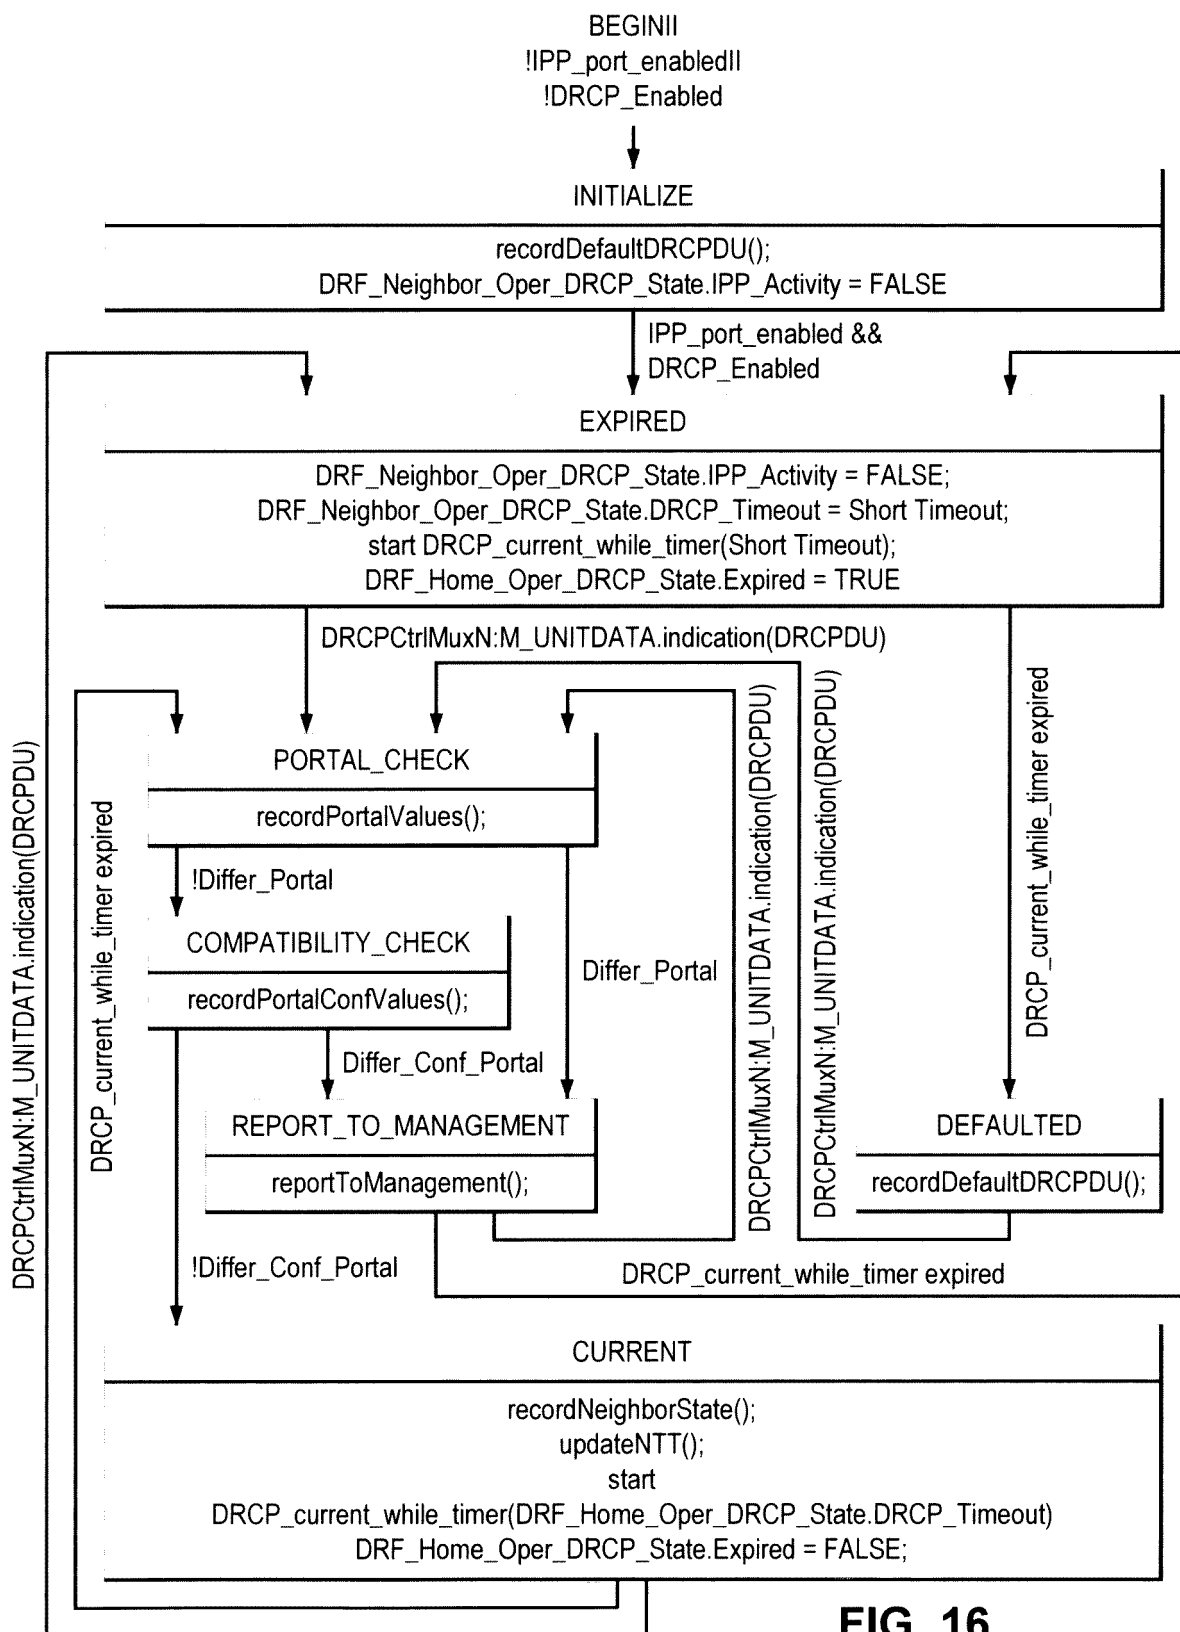 BEGINII
!IPP_port_enabledII
!DRCP_Enabled
INITIALIZE
recordDefaultDRCPDU();
DRF_Neighbor_Oper_DRCP_State.IPP_Activity = FALSE
IPP_port_enabled &&
DRCP_Enabled
EXPIRED
DRF_Neighbor_Oper_DRCP_State.IPP_Activity = FALSE;
DRF_Neighbor_Oper_DRCP_State.DRCP_Timeout = Short Timeout;
start DRCP_current_while_timer(Short Timeout);
DRF_Home_Oper_DRCP_State.Expired = TRUE
DRCPCtrlMuxN:M_UNITDATA.indication(DRCPDU)
DRCPCtrlMuxN:M_UNITDATA.indication(DRCPDU)
DRCP_current_while_timer expired
PORTAL_CHECK
recordPortalValues();
!Differ_Portal
COMPATIBILITY_CHECK
recordPortalConfValues();
Differ_Portal
Differ_Conf_Portal
DRCPCtrlMuxN:M_UNITDATA.indication(DRCPDU)
DRCPCtrlMuxN:M_UNITDATA.indication(DRCPDU)
DRCP_current_while_timer expired
REPORT_TO_MANAGEMENT
reportToManagement();
DEFAULTED
recordDefaultDRCPDU();
!Differ_Conf_Portal
DRCP_current_while_timer expired
CURRENT
recordNeighborState();
updateNTT();
start
DRCP_current_while_timer(DRF_Home_Oper_DRCP_State.DRCP_Timeout)
DRF_Home_Oper_DRCP_State.Expired = FALSE;
FIG. 16